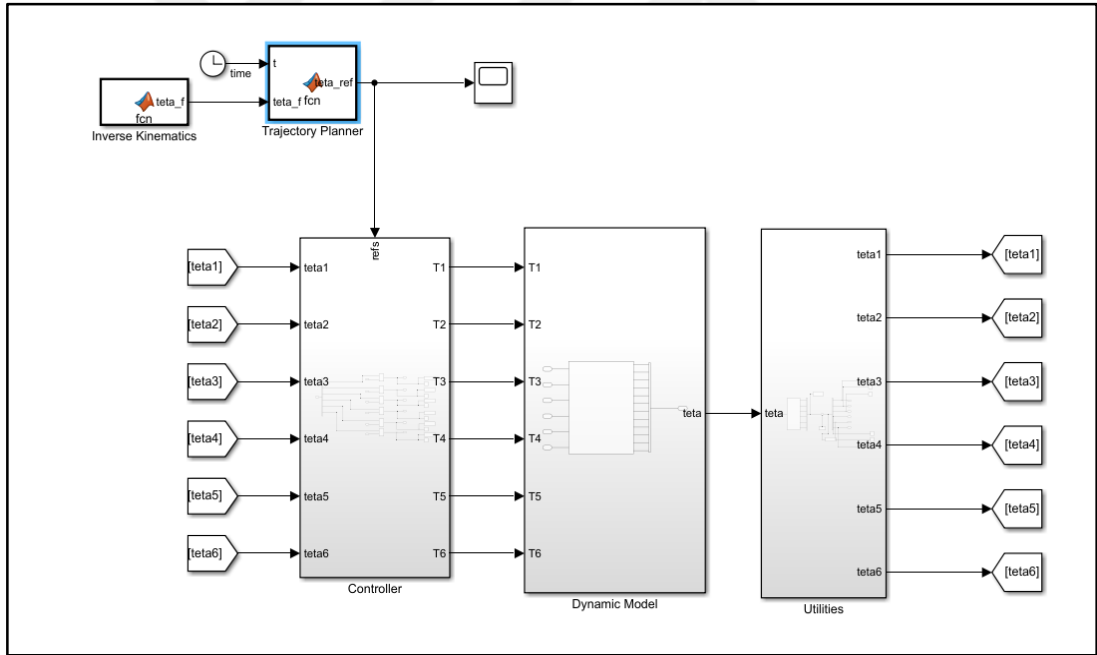 time
t
teta_f
fcn
Inverse Kinematics
teta_f
teta_ref
fcn
Trajectory Planner
refs
[teta1]
[teta2]
[teta3]
[teta4]
[teta5]
[teta6]
teta1
teta2
teta3
teta4
teta5
teta6
T1
T2
T3
T4
T5
T6
Controller
T1
T2
T3
T4
T5
T6
teta
Dynamic Model
teta
teta1
teta2
teta3
teta4
teta5
teta6
Utilities
[teta1]
[teta2]
[teta3]
[teta4]
[teta5]
[teta6]